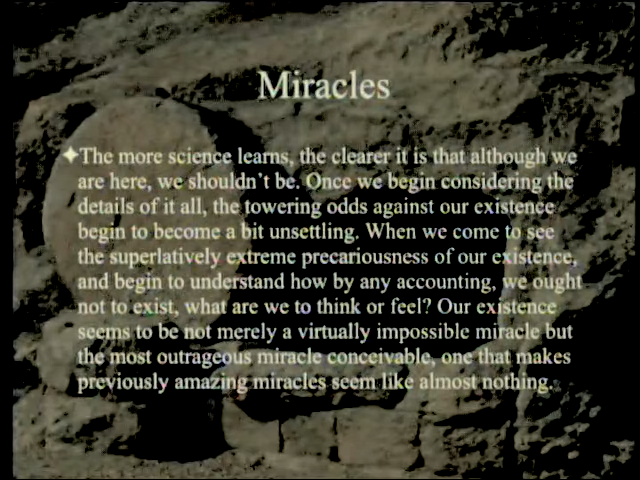 Miracles
✦The more science learns, the clearer it is that although we
are here, we shouldn't be. Once we begin considering the
details of it all, the towering odds against our existence
begin to become a bit unsettling. When we come to see
the superlatively extreme precariousness of our existence,
and begin to understand how by any accounting, we ought
not to exist, what are we to think or feel? Our existence
seems to be not merely a virtually impossible miracle but
the most outrageous miracle conceivable, one that makes
previously amazing miracles seem like almost nothing.